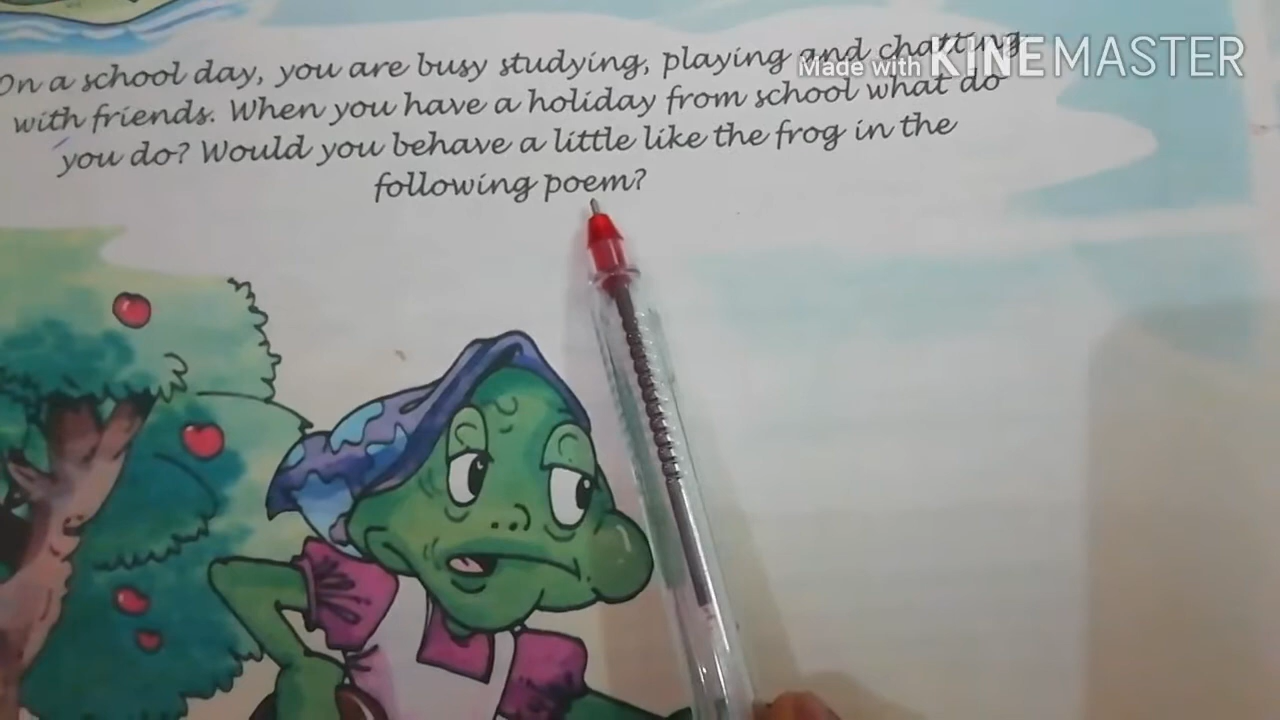 On a school day, you are busy studying, playing and chatting
Made with KINEMASTER
with friends. When you have a holiday from school what do
you do? Would you behave a little like the frog in the
following poem?